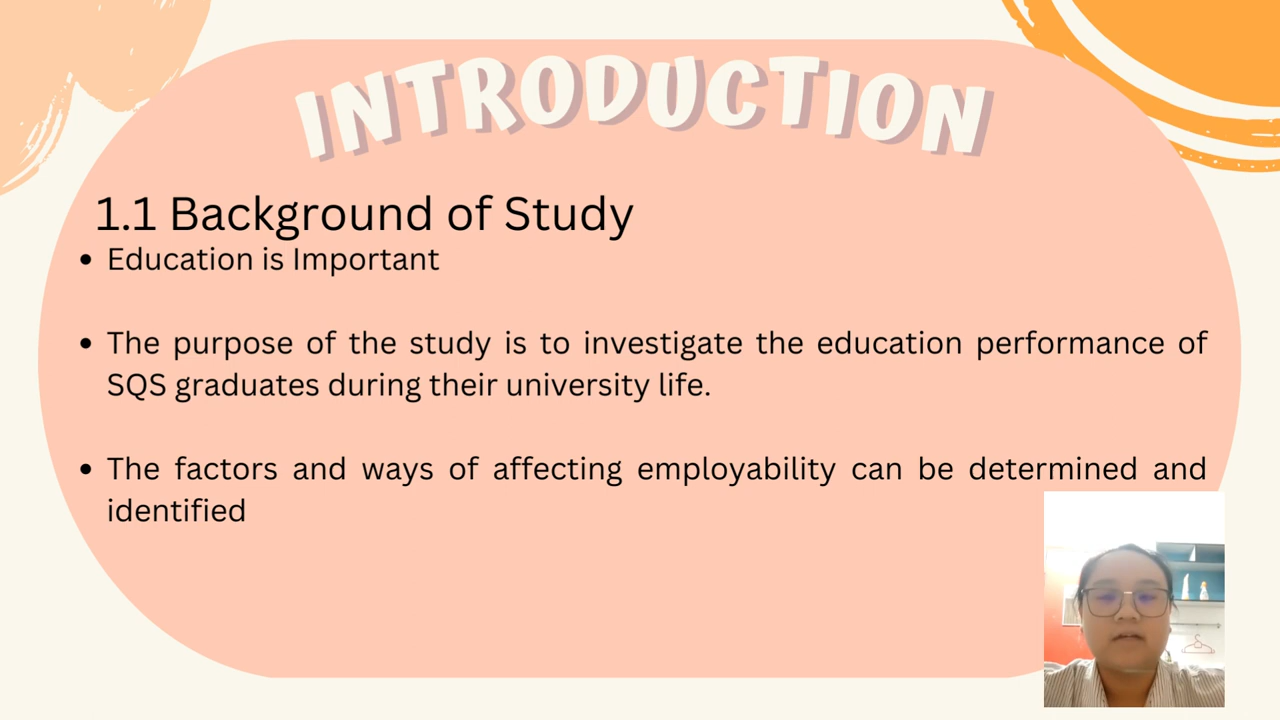 INTRODUCTION
1.1 Background of Study
• Education is Important
• The purpose of the study is to investigate the education performance of
SQS graduates during their university life.
• The factors and ways of affecting employability can be determined and
identified